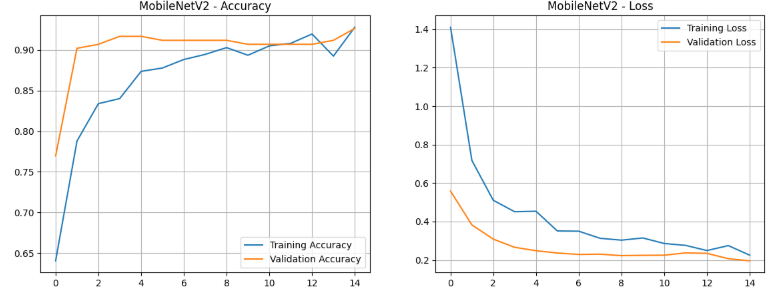 MobileNetV2 - Accuracy
0.90
0.85
0.80
0.75
0.70
0.65
0 2 4 6 8 10 12 14
Training Accuracy
Validation Accuracy
MobileNetV2 - Loss
1.4
1.2
1.0
0.8
0.6
0.4
0.2
0 2 4 6 8 10 12 14
Training Loss
Validation Loss